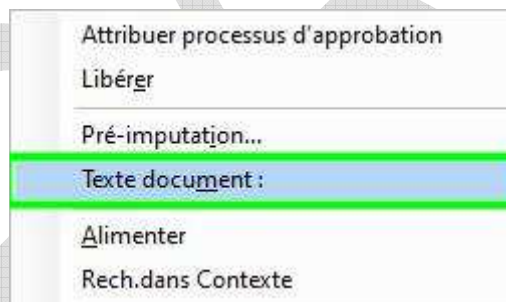 Attribuer processus d'approbation
Libérer
Pré-imputation...
Texte document :
Alimenter
Rech.dans Contexte